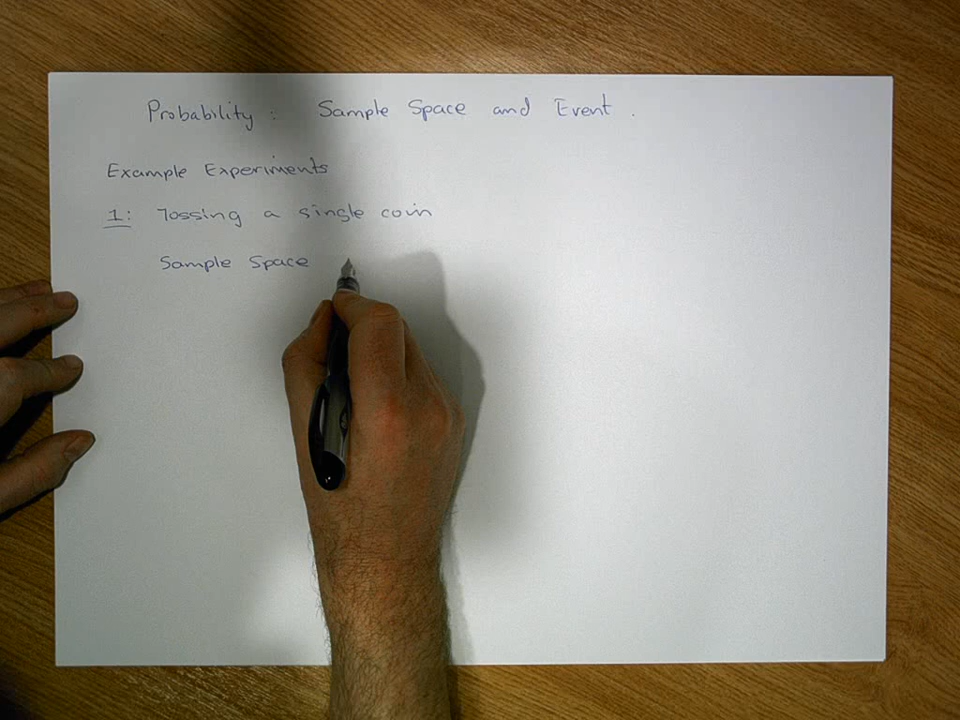 Probability : Sample Space and Event .
Example Experiments
1: Tossing a single coin
Sample Space